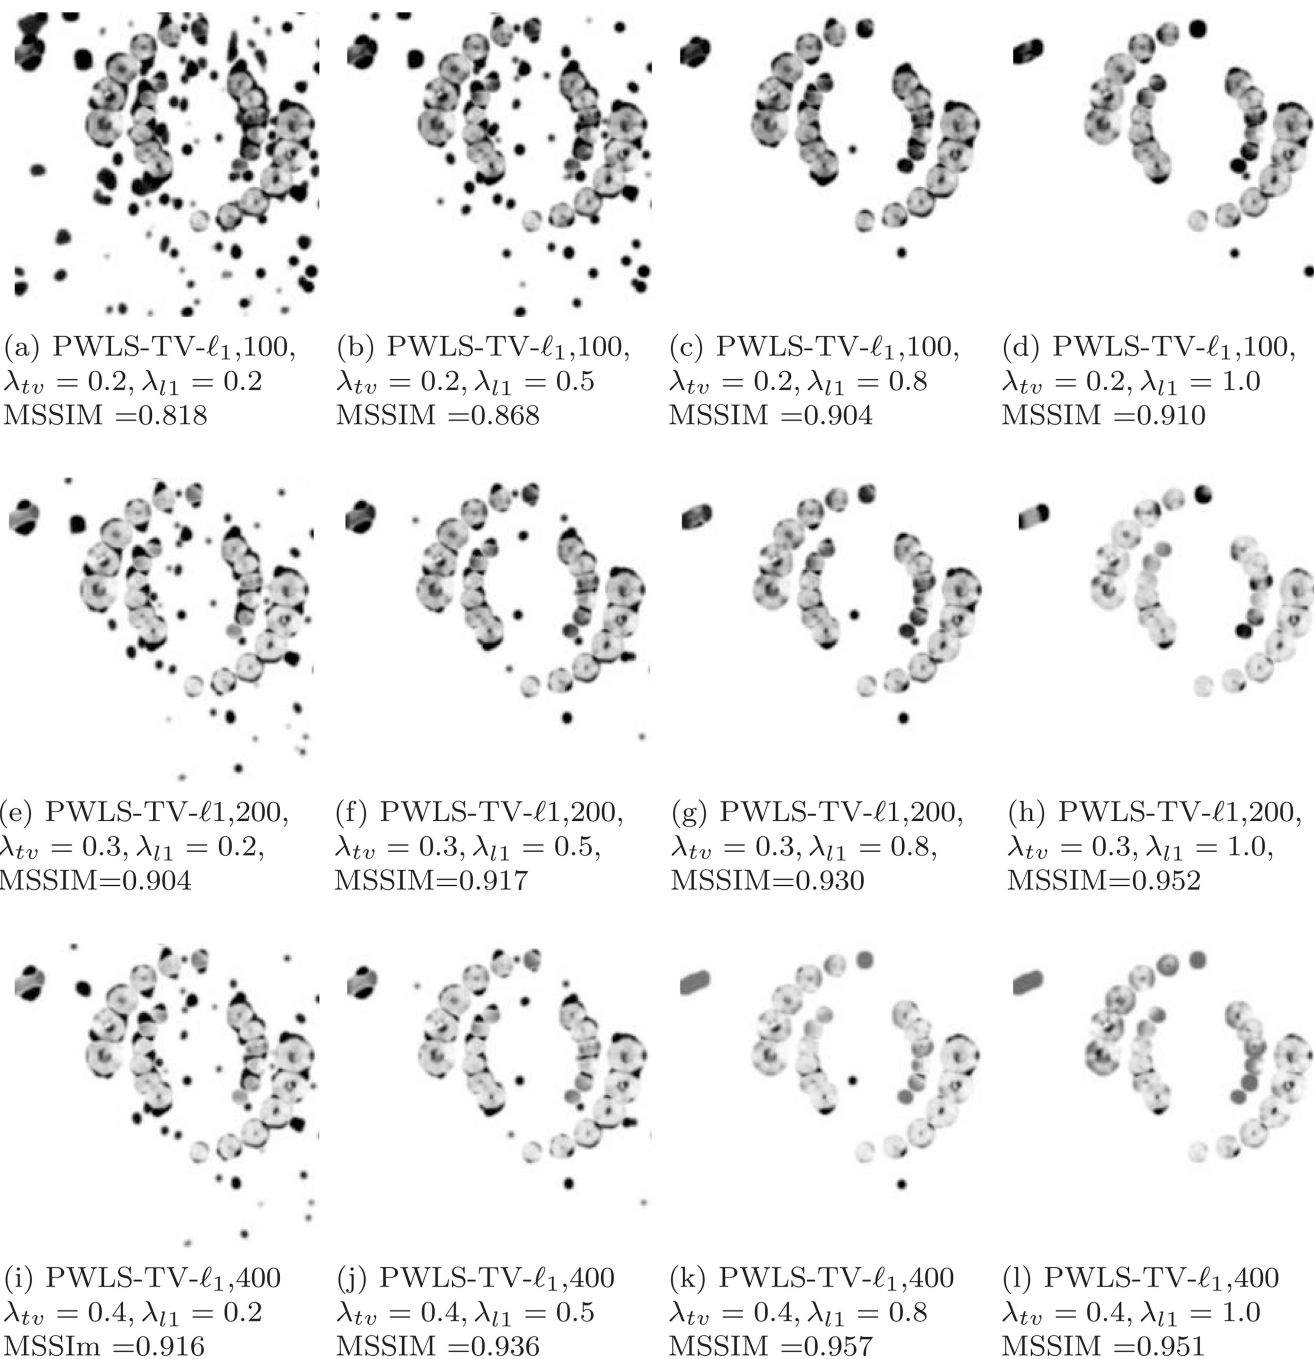 (a) PWLS-TV-ℓ₁,100,
λₜᵥ = 0.2, λₗ₁ = 0.2
MSSIM =0.818
(b) PWLS-TV-ℓ₁,100,
λₜᵥ = 0.2, λₗ₁ = 0.5
MSSIM =0.868
(c) PWLS-TV-ℓ₁,100,
λₜᵥ = 0.2, λₗ₁ = 0.8
MSSIM =0.904
(d) PWLS-TV-ℓ₁,100,
λₜᵥ = 0.2, λₗ₁ = 1.0
MSSIM =0.910
(e) PWLS-TV-ℓ1,200,
λₜᵥ = 0.3, λₗ₁ = 0.2,
MSSIM=0.904
(f) PWLS-TV-ℓ1,200,
λₜᵥ = 0.3, λₗ₁ = 0.5,
MSSIM=0.917
(g) PWLS-TV-ℓ1,200,
λₜᵥ = 0.3, λₗ₁ = 0.8,
MSSIM=0.930
(h) PWLS-TV-ℓ1,200,
λₜᵥ = 0.3, λₗ₁ = 1.0,
MSSIM=0.952
(i) PWLS-TV-ℓ₁,400
λₜᵥ = 0.4, λₗ₁ = 0.2
MSSIm =0.916
(j) PWLS-TV-ℓ₁,400
λₜᵥ = 0.4, λₗ₁ = 0.5
MSSIM =0.936
(k) PWLS-TV-ℓ₁,400
λₜᵥ = 0.4, λₗ₁ = 0.8
MSSIM =0.957
(l) PWLS-TV-ℓ₁,400
λₜᵥ = 0.4, λₗ₁ = 1.0
MSSIM =0.951